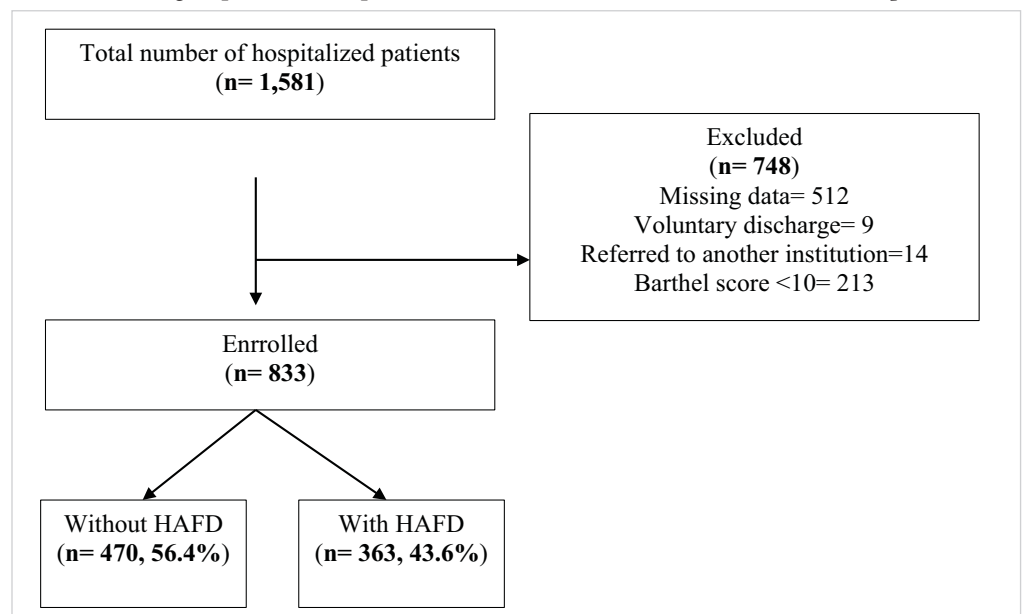 Total number of hospitalized patients
(n= 1,581)
Excluded
(n= 748)
Missing data= 512
Voluntary discharge= 9
Referred to another institution=14
Barthel score <10= 213
Enrrolled
(n= 833)
Without HAFD
(n= 470, 56.4%)
With HAFD
(n= 363, 43.6%)